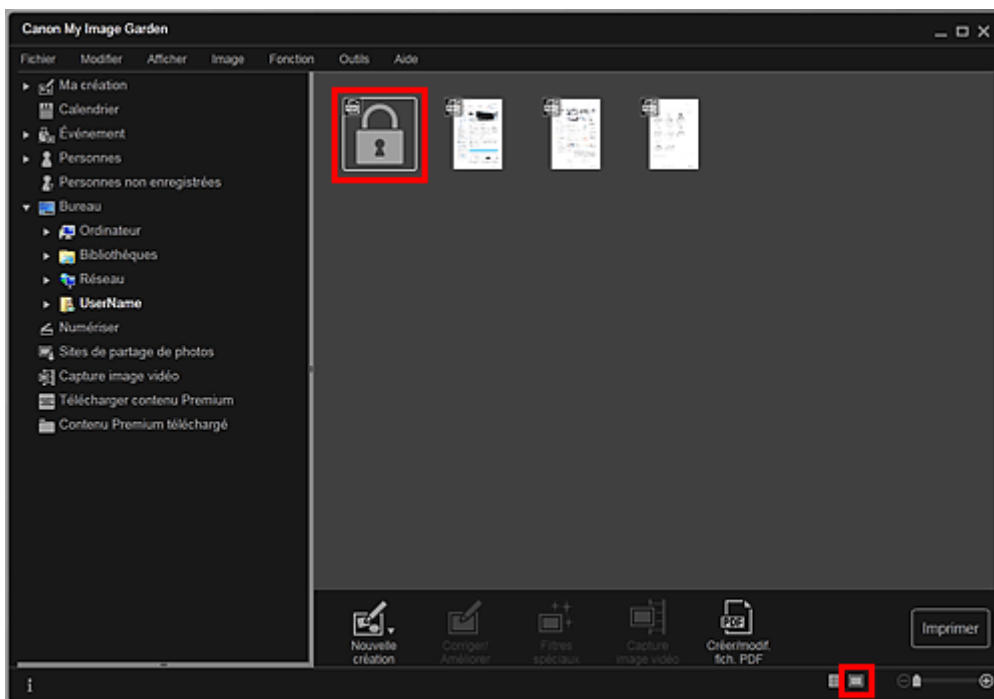 Canon My Image Garden
Fichier Modifier Afficher Image Fonction Outils Aide
Ma création
Calendrier
Événement
Personnes
Personnes non enregistrées
Bureau
Ordinateur
Bibliothèques
Réseau
UserName
Numériser
Sites de partage de photos
Capture image vidéo
Télécharger contenu Premium
Contenu Premium téléchargé
Nouvelle
création
Corriger/
Améliorer
Filtres
spéciaux
Capture
image vidéo
PDF
Créer/modif.
fich. PDF
Imprimer